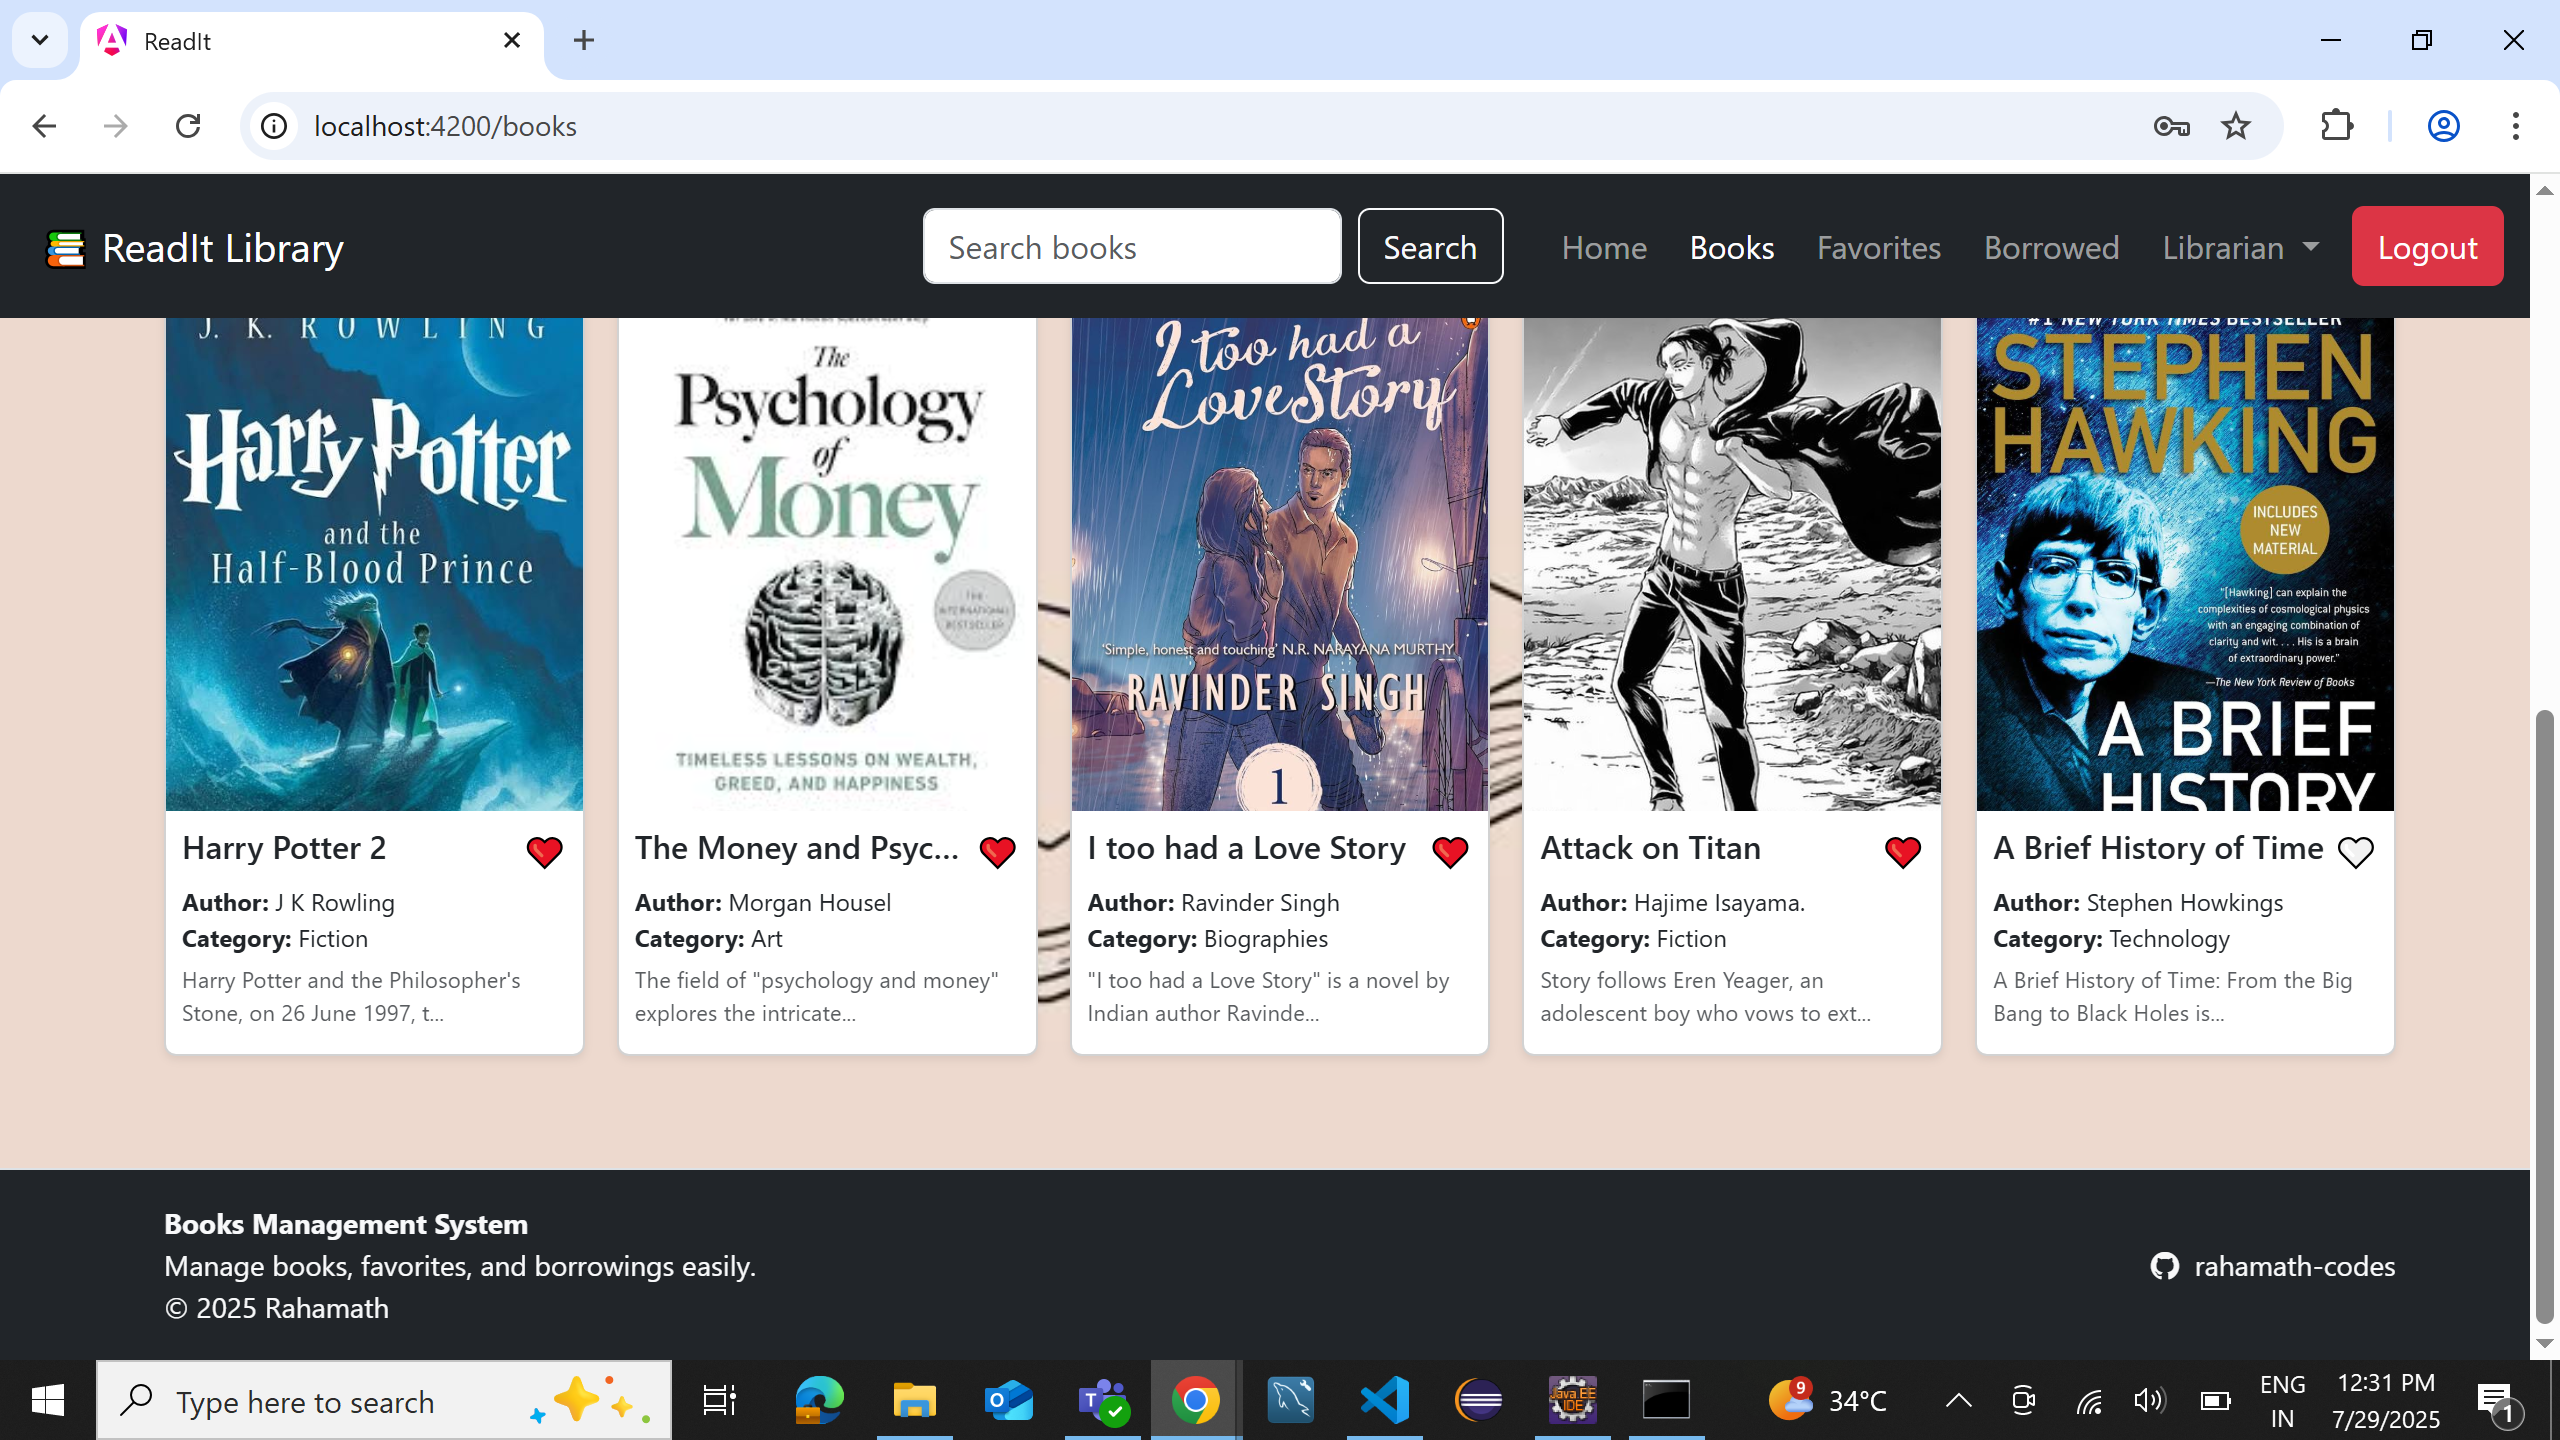 ReadIt
localhost:4200/books
ReadIt Library
Search books
Search
Home
Books
Favorites
Borrowed
Librarian
Logout
J. K. ROWLING
Harry Potter
and the
Half-Blood Prince
The
Psychology
of
Money
THE
INTERNATIONAL
BESTSELLER
TIMELESS LESSONS ON WEALTH,
GREED, AND HAPPINESS
I too had a
Love Story
'Simple, honest and touching' N.R. NARAYANA MURTHY
RAVINDER SINGH
1
#1 NEW YORK TIMES BESTSELLER
STEPHEN
HAWKING
INCLUDES
NEW
MATERIAL
"[Hawking] can explain the
complexities of cosmological physics
with an engaging combination of
clarity and wit. . . . His is a brain
of extraordinary power."
—The New York Review of Books
A BRIEF
HISTORY
Harry Potter 2
Author: J K Rowling
Category: Fiction
Harry Potter and the Philosopher's
Stone, on 26 June 1997, t...
The Money and Psyc...
Author: Morgan Housel
Category: Art
The field of "psychology and money"
explores the intricate...
I too had a Love Story
Author: Ravinder Singh
Category: Biographies
"I too had a Love Story" is a novel by
Indian author Ravinde...
Attack on Titan
Author: Hajime Isayama.
Category: Fiction
Story follows Eren Yeager, an
adolescent boy who vows to ext...
A Brief History of Time
Author: Stephen Howkings
Category: Technology
A Brief History of Time: From the Big
Bang to Black Holes is...
Books Management System
Manage books, favorites, and borrowings easily.
© 2025 Rahamath
rahamath-codes
Type here to search
Java EE
IDE
9
34°C
ENG
IN
12:31 PM
7/29/2025
1